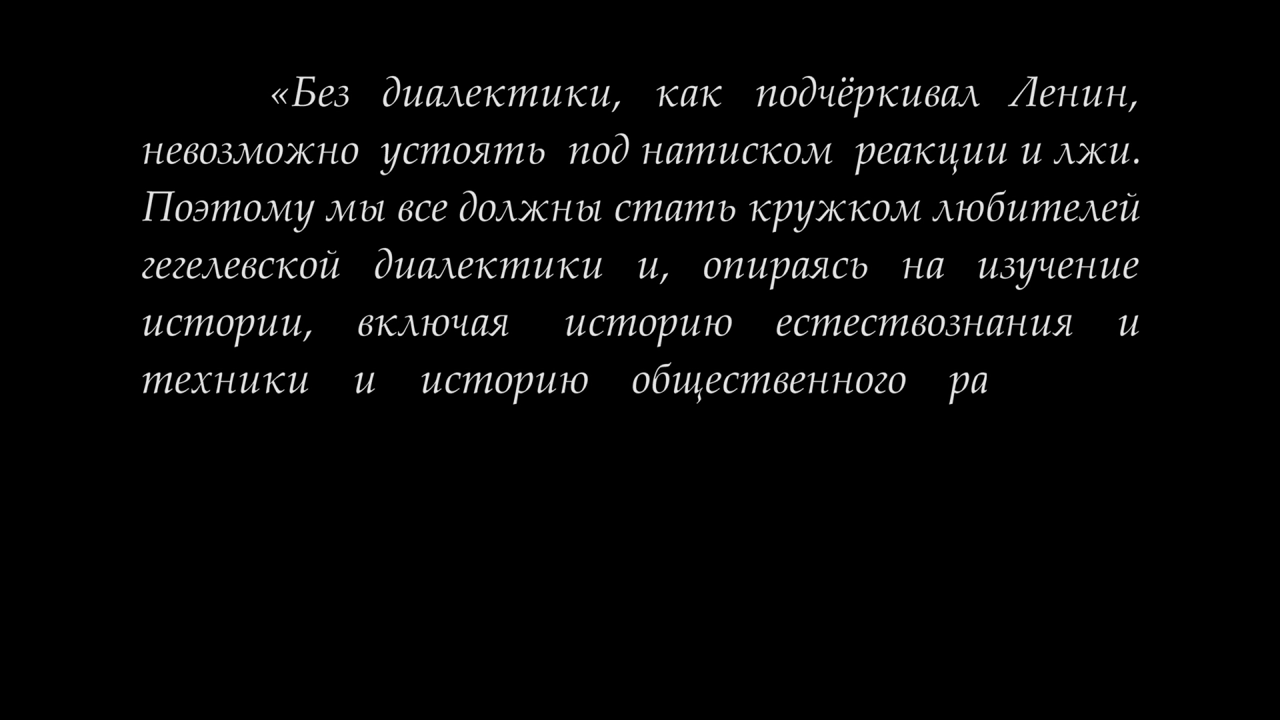 «Без диалектики, как подчёркивал Ленин,
невозможно устоять под натиском реакции и лжи.
Поэтому мы все должны стать кружком любителей
гегелевской диалектики и, опираясь на изучение
истории, включая историю естествознания и
техники и историю общественного ра